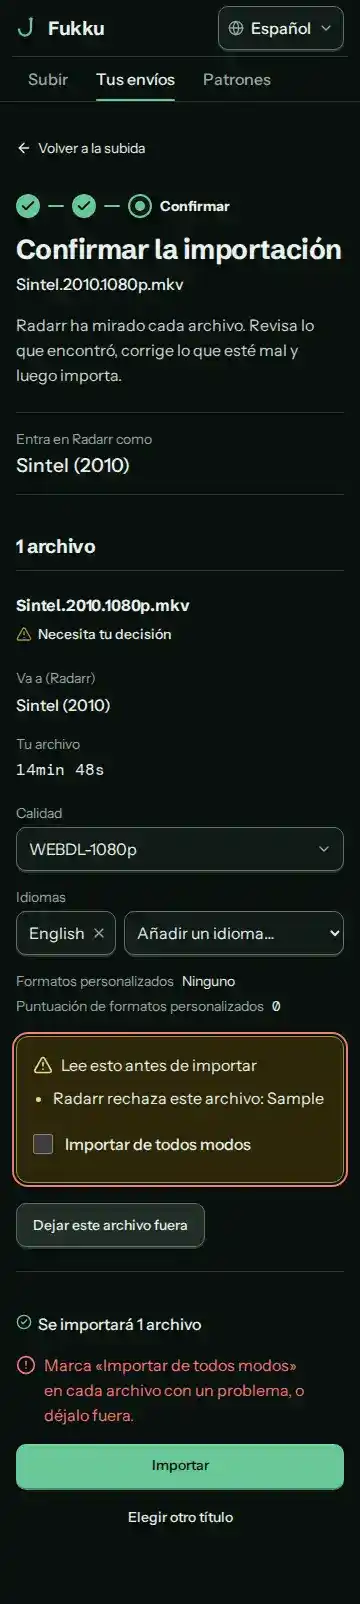 Fukku
Español
Subir
Tus envíos
Patrones
Volver a la subida
Confirmar
Confirmar la importación
Sintel.2010.1080p.mkv
Radarr ha mirado cada archivo. Revisa lo
que encontró, corrige lo que esté mal y
luego importa.
Entra en Radarr como
Sintel (2010)
1 archivo
Sintel.2010.1080p.mkv
Necesita tu decisión
Va a (Radarr)
Sintel (2010)
Tu archivo
14min 48s
Calidad
WEBDL-1080p
Idiomas
English ×
Añadir un idioma...
Formatos personalizados Ninguno
Puntuación de formatos personalizados 0
Lee esto antes de importar
• Radarr rechaza este archivo: Sample
Importar de todos modos
Dejar este archivo fuera
Se importará 1 archivo
Marca «Importar de todos modos»
en cada archivo con un problema, o
déjalo fuera.
Importar
Elegir otro título